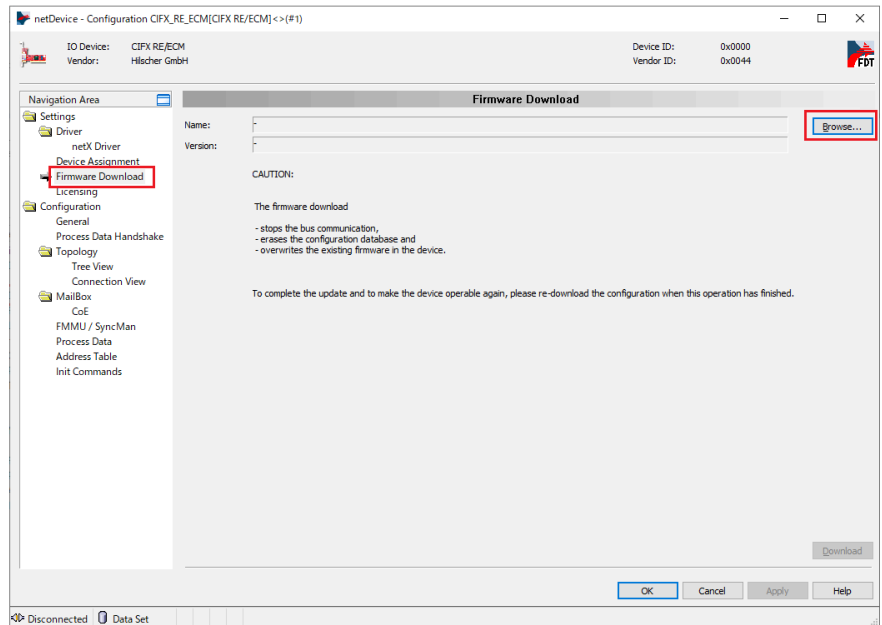 netDevice - Configuration CIFX_RE_ECM[CIFX RE/ECM]<>(#1)
IO Device: CIFX RE/ECM Device ID: 0x0000
Vendor: Hilscher GmbH Vendor ID: 0x0044
FDT
Navigation Area
Settings
Driver
netX Driver
Device Assignment
Firmware Download
Licensing
Configuration
General
Process Data Handshake
Topology
Tree View
Connection View
MailBox
CoE
FMMU / SyncMan
Process Data
Address Table
Init Commands
Firmware Download
Name: - Browse...
Version: -
CAUTION:
The firmware download
- stops the bus communication,
- erases the configuration database and
- overwrites the existing firmware in the device.
To complete the update and to make the device operable again, please re-download the configuration when this operation has finished.
Download
OK Cancel Apply Help
Disconnected Data Set